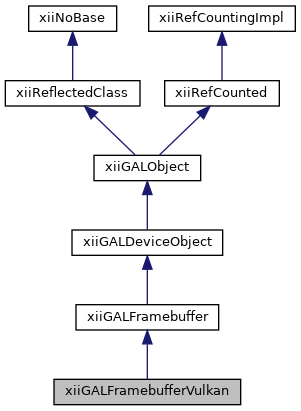 xiiNoBase
xiiRefCountingImpl
xiiReflectedClass
xiiRefCounted
xiiGALObject
xiiGALDeviceObject
xiiGALFramebuffer
xiiGALFramebufferVulkan